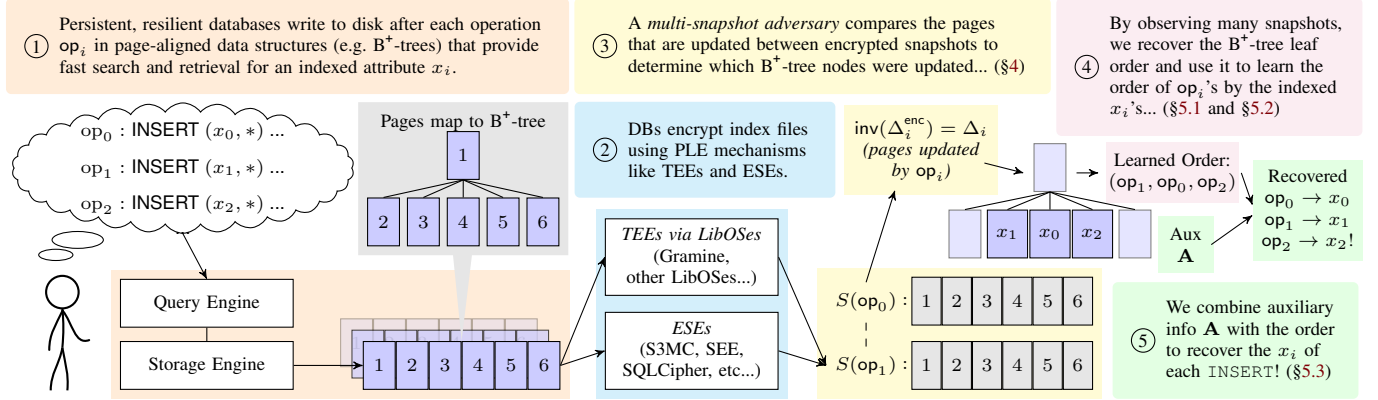 1
Persistent, resilient databases write to disk after each operation
opᵢ in page-aligned data structures (e.g. B⁺-trees) that provide
fast search and retrieval for an indexed attribute xᵢ.
3
A multi-snapshot adversary compares the pages
that are updated between encrypted snapshots to
determine which B⁺-tree nodes were updated... (§4)
4
By observing many snapshots,
we recover the B⁺-tree leaf
order and use it to learn the
order of opᵢ's by the indexed
xᵢ's... (§5.1 and §5.2)
op₀ : INSERT (x₀, *) ...
op₁ : INSERT (x₁, *) ...
op₂ : INSERT (x₂, *) ...
Pages map to B⁺-tree
1
2 3 4 5 6
2
DBs encrypt index files
using PLE mechanisms
like TEEs and ESEs.
inv(Δᵢᵉⁿᶜ) = Δᵢ
(pages updated
by opᵢ)
x₁ x₀ x₂
Learned Order:
(op₁, op₀, op₂)
Aux
A
Recovered
op₀ → x₀
op₁ → x₁
op₂ → x₂!
Query Engine
Storage Engine
1 2 3 4 5 6
TEEs via LibOSes
(Gramine,
other LibOSes...)
ESEs
(S3MC, SEE,
SQLCipher, etc...)
S(op₀) : 1 2 3 4 5 6
S(op₁) : 1 2 3 4 5 6
5
We combine auxiliary
info A with the order
to recover the xᵢ of
each INSERT! (§5.3)